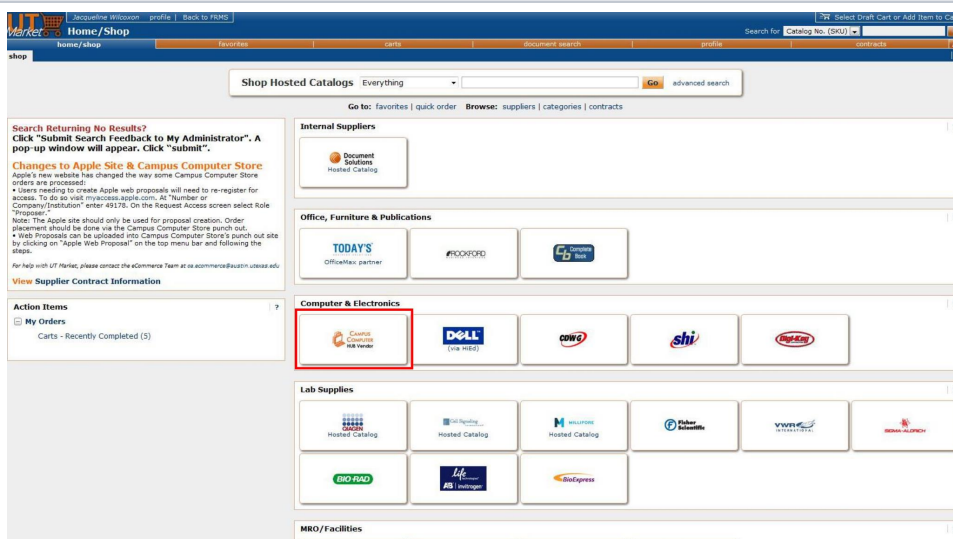 Jacqueline Wilcoxon profile | Back to FRMS
Select Draft Cart or Add Item to Ca
UT
Market
Home/Shop
Search for Catalog No. (SKU)
home/shop favorites carts document search profile contracts
shop
Shop Hosted Catalogs Everything Go advanced search
Go to: favorites | quick order Browse: suppliers | categories | contracts
Search Returning No Results?
Click "Submit Search Feedback to My Administrator". A
pop-up window will appear. Click "submit".
Changes to Apple Site & Campus Computer Store
Apple's new website has changed the way some Campus Computer Store
orders are processed:
• Users needing to create Apple web proposals will need to re-register for
access. To do so visit myaccess.apple.com. At "Number or
Company/Institution" enter 49178. On the Request Access screen select Role
"Proposer."
Note: The Apple site should only be used for proposal creation. Order
placement should be done via the Campus Computer Store punch out.
• Web Proposals can be uploaded into Campus Computer Store's punch out site
by clicking on "Apple Web Proposal" on the top menu bar and following the
steps.
For help with UT Market, please contact the eCommerce Team at oa.ecommerce@austin.utexas.edu
View Supplier Contract Information
Action Items ?
My Orders
Carts - Recently Completed (5)
Internal Suppliers
Document
Solutions
Hosted Catalog
Office, Furniture & Publications
TODAY'S
OfficeMax partner
ROCKFORD
Cb Complete
Book
Computer & Electronics
CAMPUS
COMPUTER
HUB Vendor
DELL
(via HiEd)
CDWG
shi
Digi-Key
Lab Supplies
QIAGEN
Hosted Catalog
Cell Signaling
Hosted Catalog
M MILLIPORE
Hosted Catalog
Fisher
Scientific
VWR
INTERNATIONAL
SIGMA-ALDRICH
BIO-RAD
Life
AB invitrogen
BioExpress
MRO/Facilities